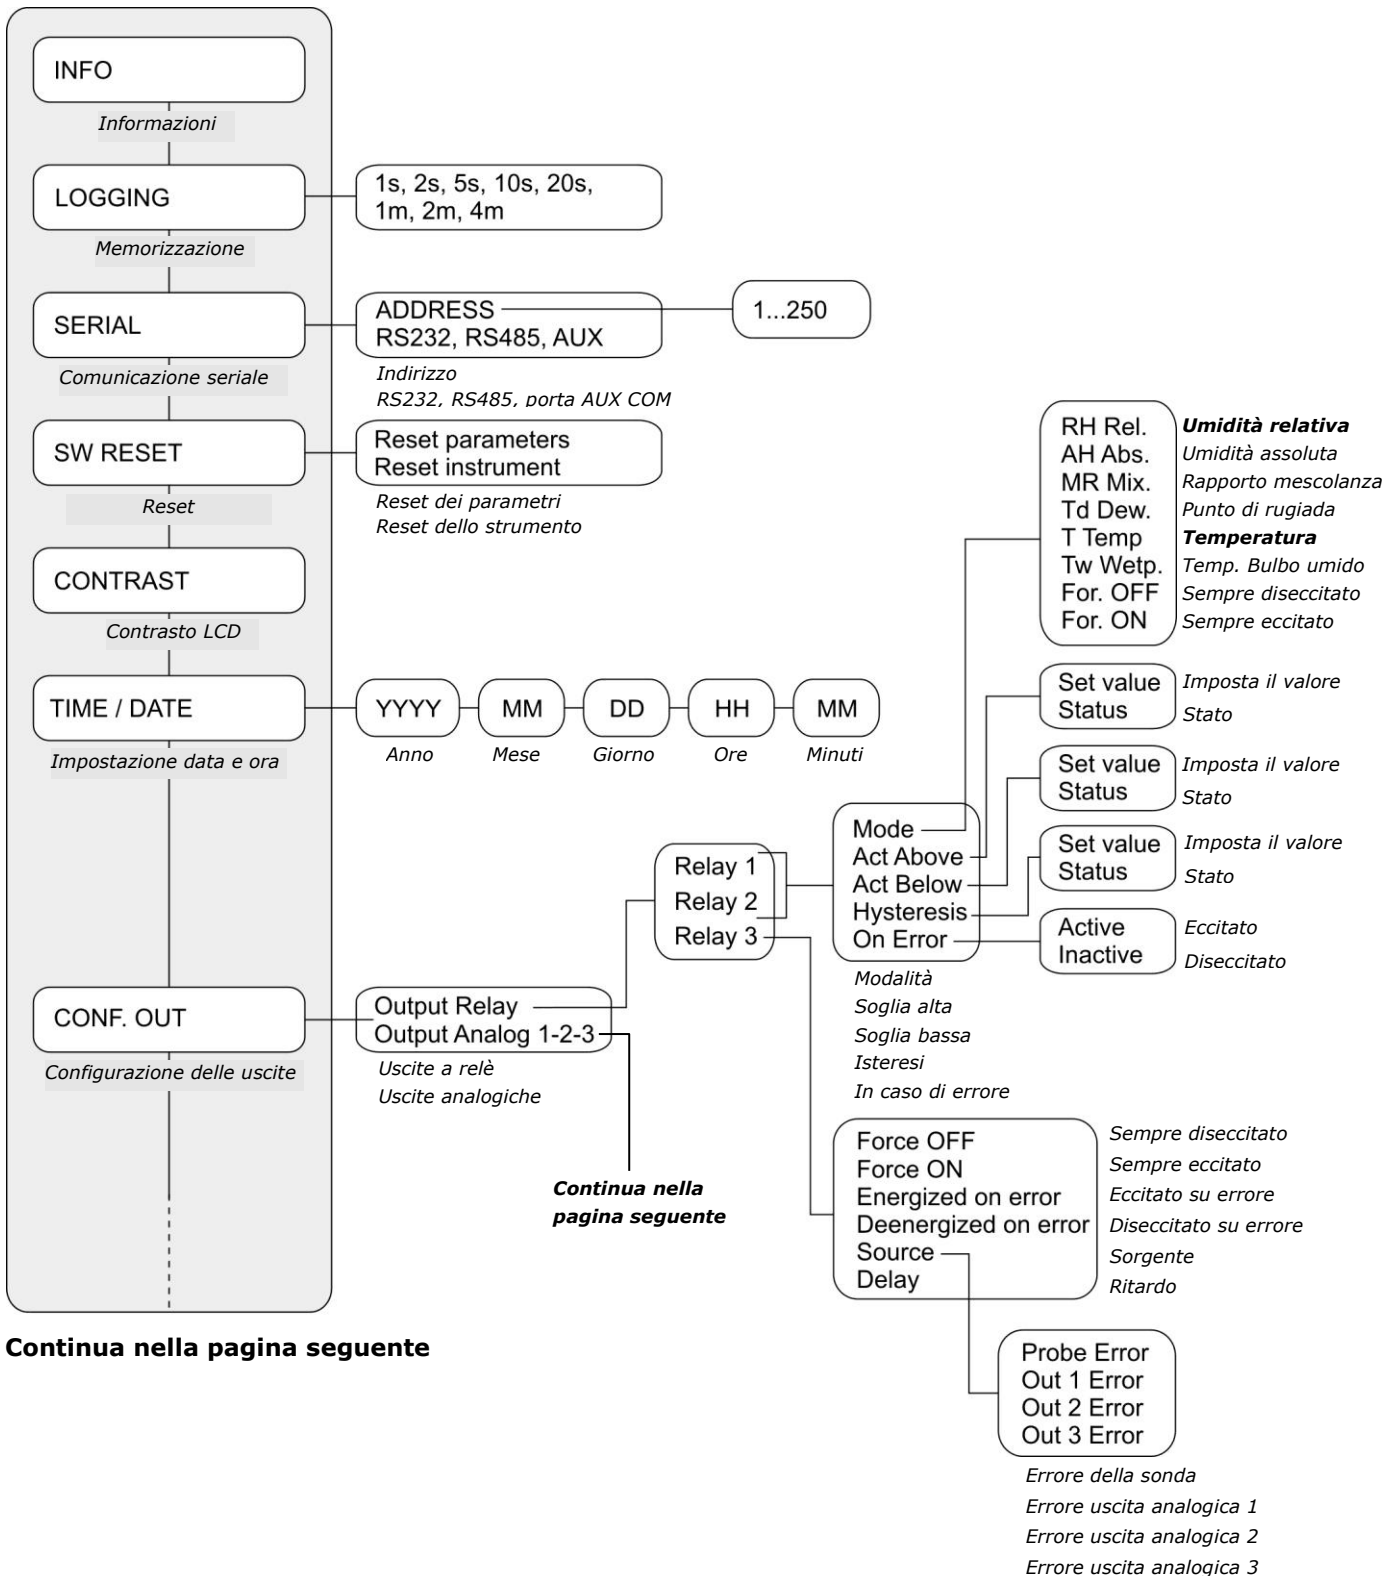 INFO
Informazioni
LOGGING
1s, 2s, 5s, 10s, 20s,
1m, 2m, 4m
Memorizzazione
SERIAL
ADDRESS
RS232, RS485, AUX
1...250
Comunicazione seriale
Indirizzo
RS232, RS485, porta AUX COM
SW RESET
Reset parameters
Reset instrument
Reset
Reset dei parametri
Reset dello strumento
RH Rel. Umidità relativa
AH Abs. Umidità assoluta
MR Mix. Rapporto mescolanza
Td Dew. Punto di rugiada
T Temp Temperatura
Tw Wetp. Temp. Bulbo umido
For. OFF Sempre diseccitato
For. ON Sempre eccitato
CONTRAST
Contrasto LCD
TIME / DATE
YYYY MM DD HH MM
Anno Mese Giorno Ore Minuti
Impostazione data e ora
Set value Imposta il valore
Status Stato
Set value Imposta il valore
Status Stato
Set value Imposta il valore
Status Stato
Active Eccitato
Inactive Diseccitato
Mode
Act Above
Act Below
Hysteresis
On Error
Modalità
Soglia alta
Soglia bassa
Isteresi
In caso di errore
Relay 1
Relay 2
Relay 3
CONF. OUT
Output Relay
Output Analog 1-2-3
Configurazione delle uscite
Uscite a relè
Uscite analogiche
Continua nella
pagina seguente
Force OFF Sempre diseccitato
Force ON Sempre eccitato
Energized on error Eccitato su errore
Deenergized on error Diseccitato su errore
Source Sorgente
Delay Ritardo
Continua nella pagina seguente
Probe Error
Out 1 Error
Out 2 Error
Out 3 Error
Errore della sonda
Errore uscita analogica 1
Errore uscita analogica 2
Errore uscita analogica 3